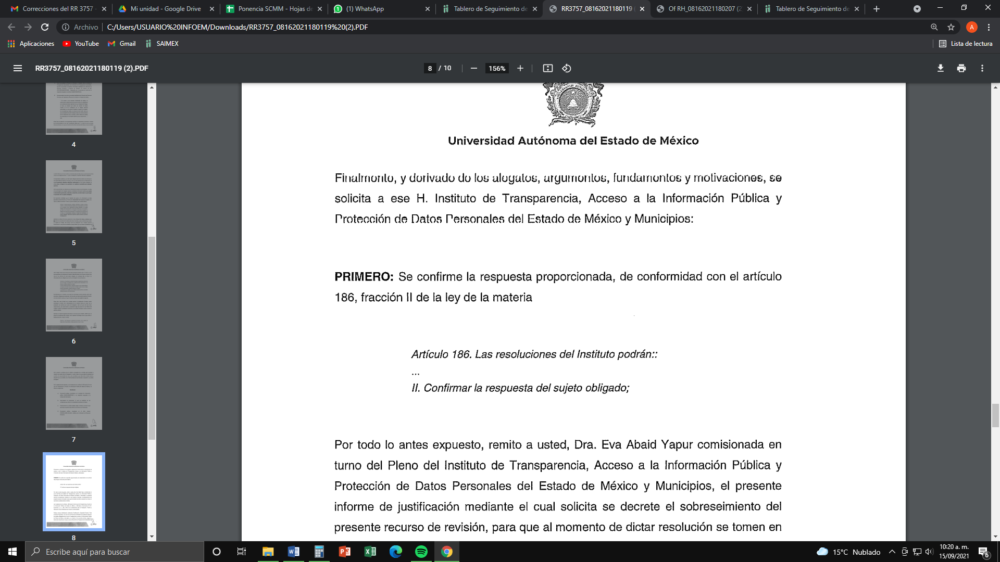 Correcciones del RR 3757 -
Mi unidad - Google Drive
Ponencia SCMM - Hojas de
(1) WhatsApp
Tablero de Seguimiento de
RR3757_08162021180119
Of RH_08162021180207 (2
Tablero de Seguimiento de
Archivo C:/Users/USUARIO%20INFOEM/Downloads/RR3757_08162021180119%20(2).PDF
A
Aplicaciones YouTube Gmail SAIMEX Lista de lectura
RR3757_08162021180119 (2).PDF 8 / 10 156%
4
5
6
7
8
Universidad Autónoma del Estado de México
Finalmente, y derivado de los alegatos, argumentos, fundamentos y motivaciones, se
solicita a ese H. Instituto de Transparencia, Acceso a la Información Pública y
Protección de Datos Personales del Estado de México y Municipios:
PRIMERO: Se confirme la respuesta proporcionada, de conformidad con el artículo
186, fracción II de la ley de la materia
Artículo 186. Las resoluciones del Instituto podrán::
...
II. Confirmar la respuesta del sujeto obligado;
Por todo lo antes expuesto, remito a usted, Dra. Eva Abaid Yapur comisionada en
turno del Pleno del Instituto de Transparencia, Acceso a la Información Pública y
Protección de Datos Personales del Estado de México y Municipios, el presente
informe de justificación mediante el cual solicita se decrete el sobreseimiento del
presente recurso de revisión, para que al momento de dictar resolución se tomen en
Escribe aquí para buscar
15°C Nublado
10:20 a. m.
15/09/2021
6